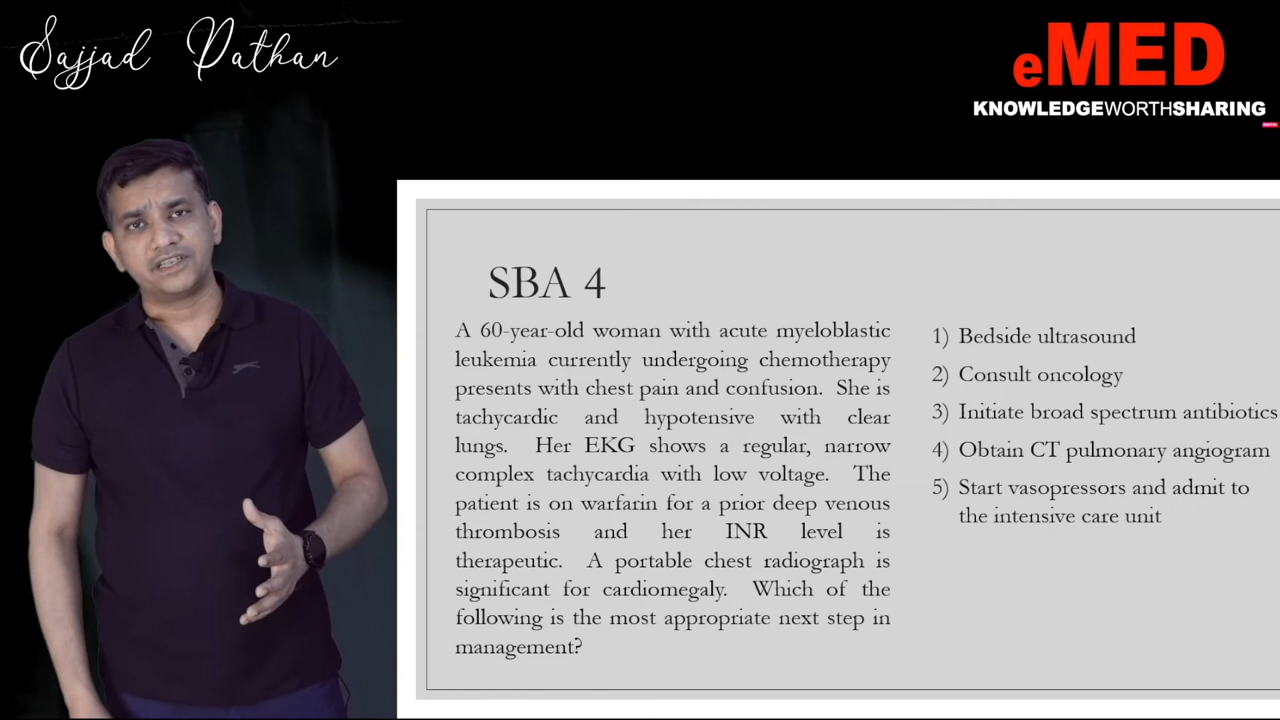 Sajjad Pathan
eMED
KNOWLEDGEWORTHSHARING
SBA 4
A 60-year-old woman with acute myeloblastic
leukemia currently undergoing chemotherapy
presents with chest pain and confusion. She is
tachycardic and hypotensive with clear
lungs. Her EKG shows a regular, narrow
complex tachycardia with low voltage. The
patient is on warfarin for a prior deep venous
thrombosis and her INR level is
therapeutic. A portable chest radiograph is
significant for cardiomegaly. Which of the
following is the most appropriate next step in
management?
1) Bedside ultrasound
2) Consult oncology
3) Initiate broad spectrum antibiotics
4) Obtain CT pulmonary angiogram
5) Start vasopressors and admit to
the intensive care unit